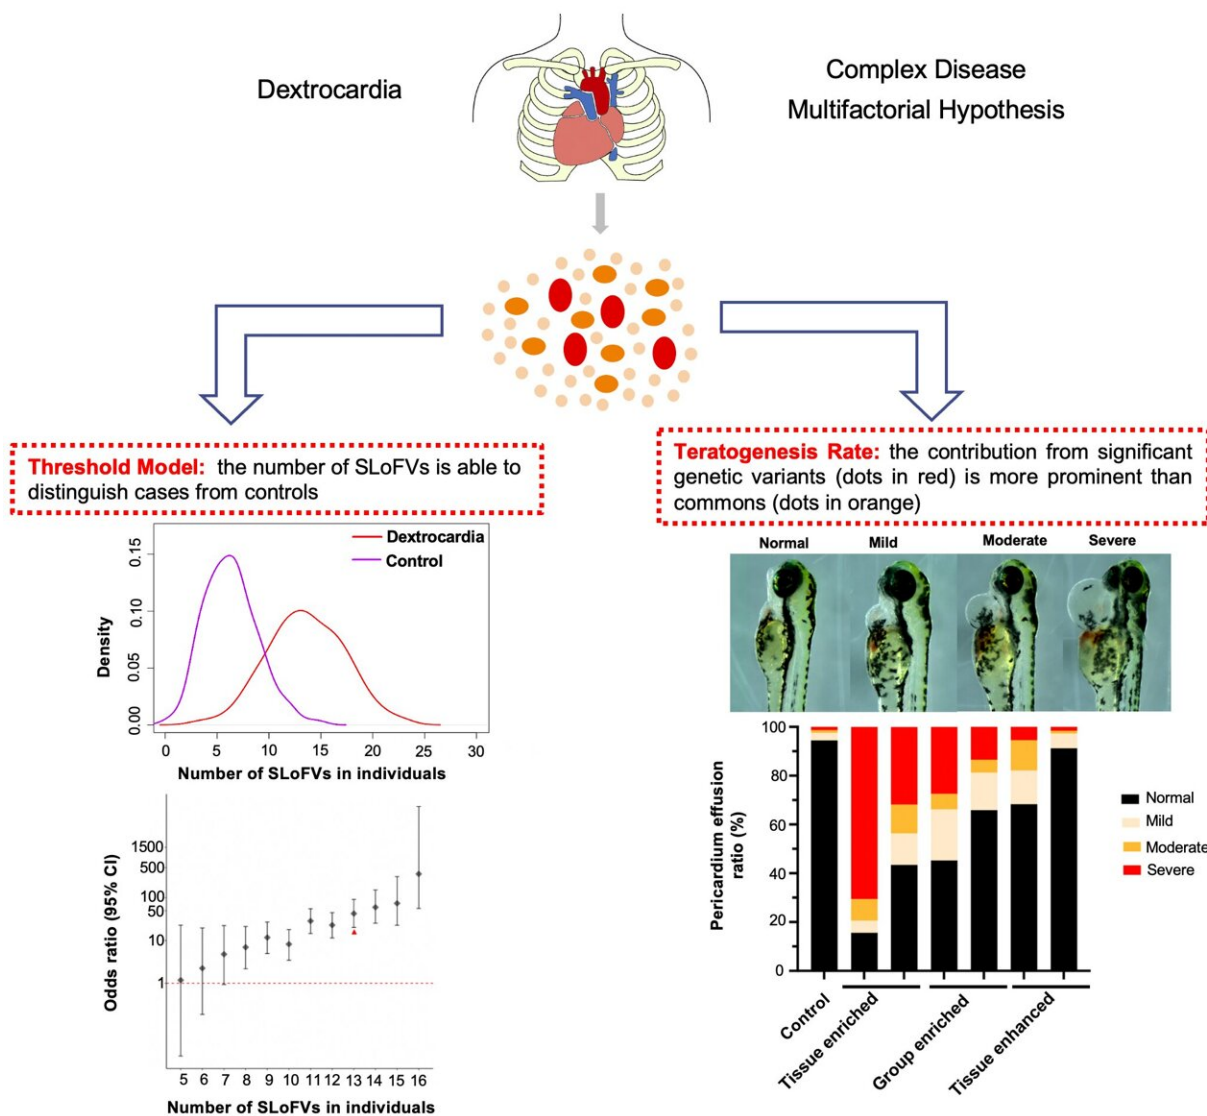 Dextrocardia
Complex Disease
Multifactorial Hypothesis
Threshold Model: the number of SLoFVs is able to
distinguish cases from controls
Dextrocardia
Control
0.15
0.10
0.05
0.00
Density
0 5 10 15 20 25 30
Number of SLoFVs in individuals
1500
500
100
50
10
1
Odds ratio (95% CI)
5 6 7 8 9 10 11 12 13 14 15 16
Number of SLoFVs in individuals
Teratogenesis Rate: the contribution from significant
genetic variants (dots in red) is more prominent than
commons (dots in orange)
Normal Mild Moderate Severe
100
80
60
40
20
0
Pericardium effusion
ratio (%)
Normal
Mild
Moderate
Severe
Control
Tissue enriched
Group enriched
Tissue enhanced